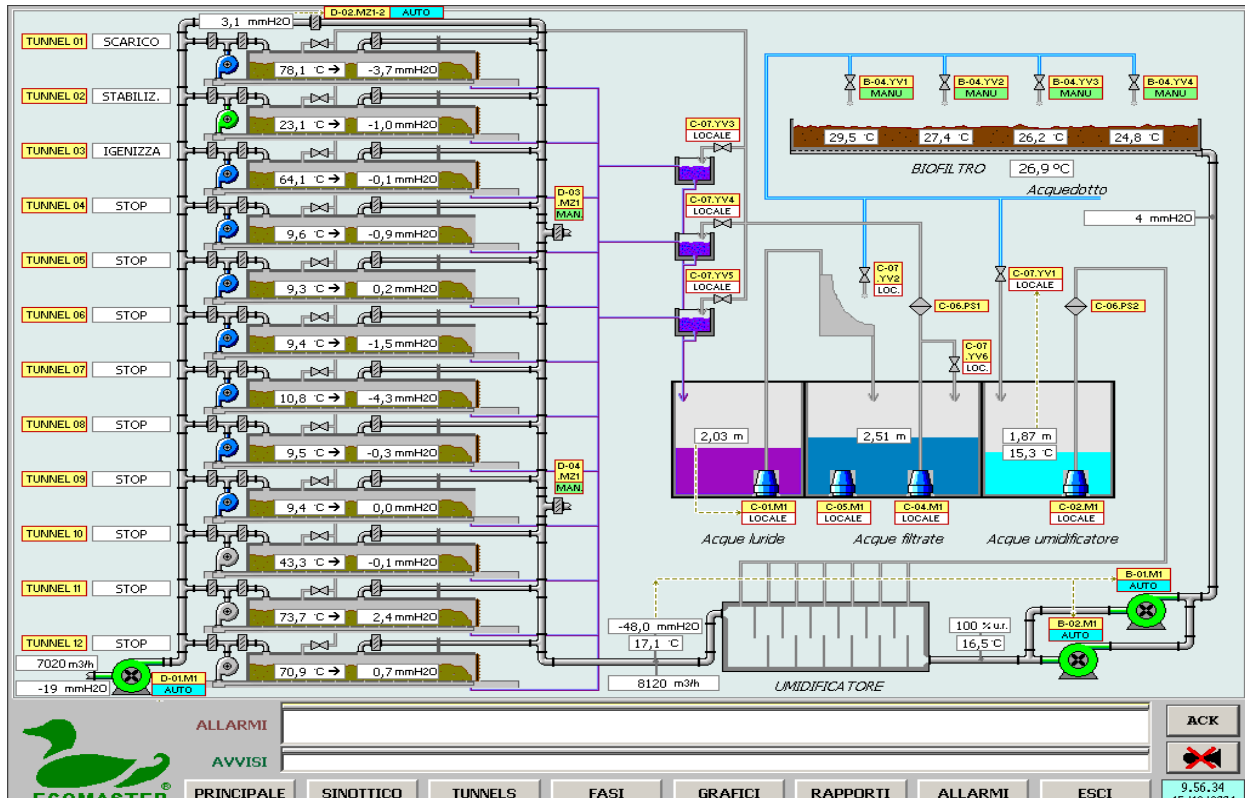 3,1 mmH2O
D-02.MZ1-2 AUTO
TUNNEL 01 SCARICO
78,1 °C → -3,7 mmH2O
TUNNEL 02 STABILIZ.
23,1 °C → -1,0 mmH2O
TUNNEL 03 IGENIZZA
64,1 °C → -0,1 mmH2O
TUNNEL 04 STOP
9,6 °C → -0,9 mmH2O
TUNNEL 05 STOP
9,3 °C → 0,2 mmH2O
TUNNEL 06 STOP
9,4 °C → -1,5 mmH2O
TUNNEL 07 STOP
10,8 °C → -4,3 mmH2O
TUNNEL 08 STOP
9,5 °C → -0,3 mmH2O
TUNNEL 09 STOP
9,4 °C → 0,0 mmH2O
TUNNEL 10 STOP
43,3 °C → -0,1 mmH2O
TUNNEL 11 STOP
73,7 °C → 2,4 mmH2O
TUNNEL 12 STOP
70,9 °C → 0,7 mmH2O
7020 m3/h
-19 mmH2O
D-01.M1
AUTO
D-03
.MZ1
MAN.
D-04
.MZ1
MAN.
C-07.YV3
LOCALE
C-07.YV4
LOCALE
C-07.YV5
LOCALE
B-04.YV1
MANU
B-04.YV2
MANU
B-04.YV3
MANU
B-04.YV4
MANU
29,5 °C 27,4 °C 26,2 °C 24,8 °C
BIOFILTRO 26,9 ºC
Acquedotto
4 mmH2O
C-07
.YV2
LOC.
C-07.YV1
LOCALE
C-06.PS1
C-06.PS2
C-07
.YV6
LOC.
2,03 m
2,51 m
1,87 m
15,3 °C
C-01.M1
LOCALE
C-05.M1
LOCALE
C-04.M1
LOCALE
C-02.M1
LOCALE
Acque luride
Acque filtrate
Acque umidificatore
B-01.M1
AUTO
B-02.M1
AUTO
-48,0 mmH2O
17,1 °C
8120 m3/h
100 % u.r.
16,5 °C
UMIDIFICATORE
ALLARMI
AVVISI
ACK
ECOMASTER ®
PRINCIPALE SINOTTICO TUNNELS FASI GRAFICI RAPPORTI ALLARMI ESCI
9.56.34